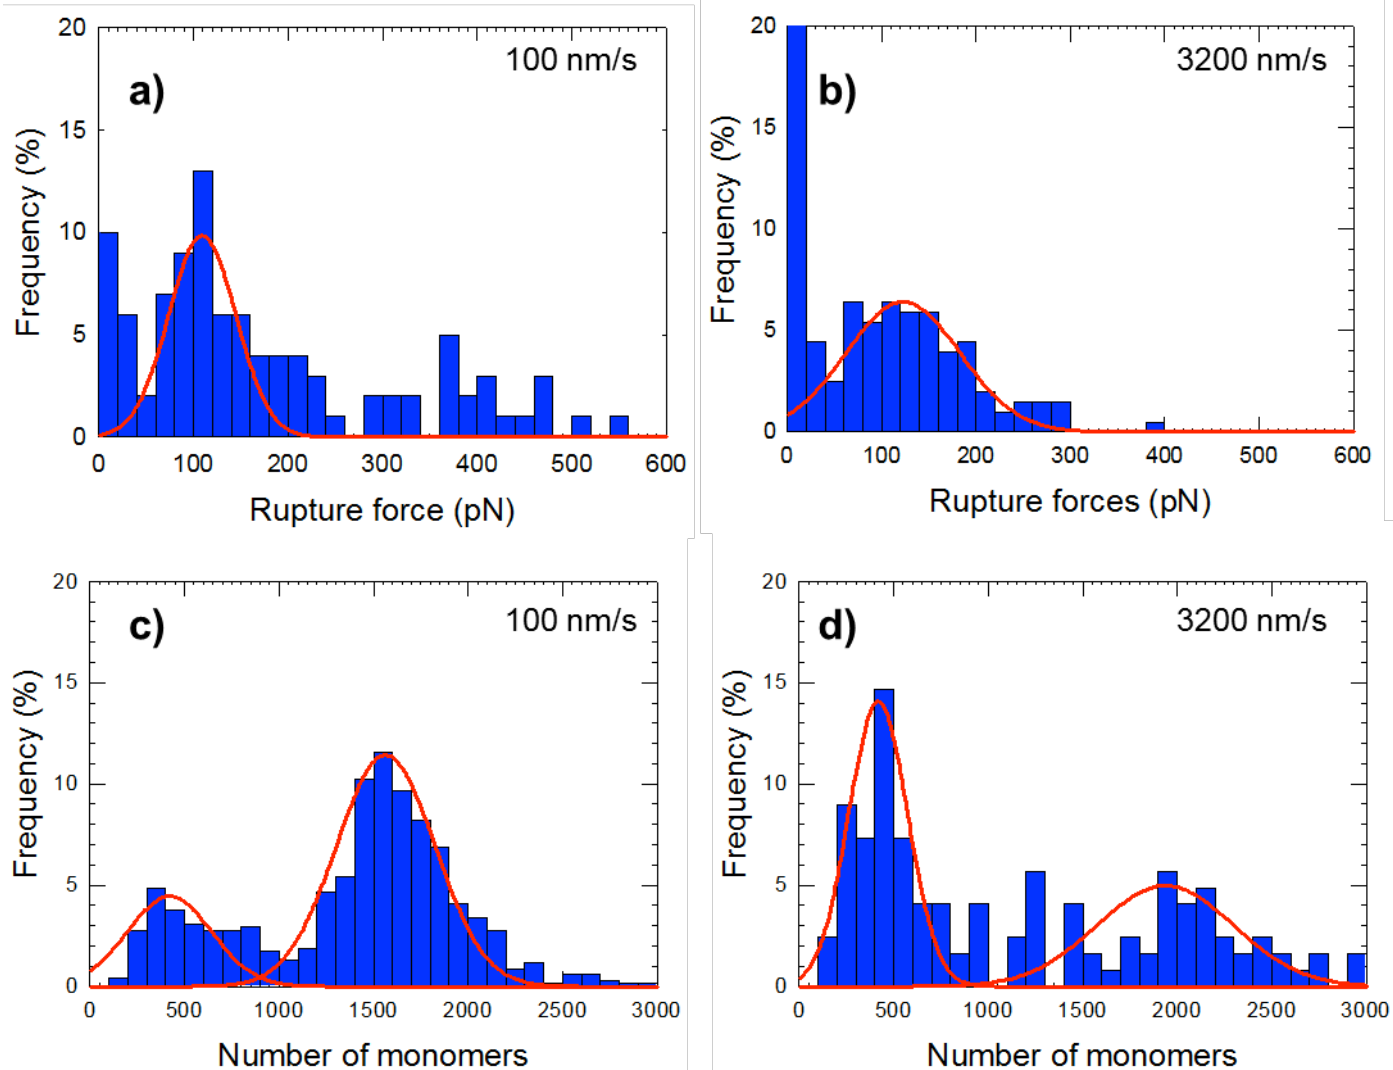 20
100 nm/s
a)
15
10
5
0
Frequency (%)
0 100 200 300 400 500 600
Rupture force (pN)
20
3200 nm/s
b)
15
10
5
0
Frequency (%)
0 100 200 300 400 500 600
Rupture forces (pN)
20
100 nm/s
c)
15
10
5
0
Frequency (%)
0 500 1000 1500 2000 2500 3000
Number of monomers
20
3200 nm/s
d)
15
10
5
0
Frequency (%)
0 500 1000 1500 2000 2500 3000
Number of monomers